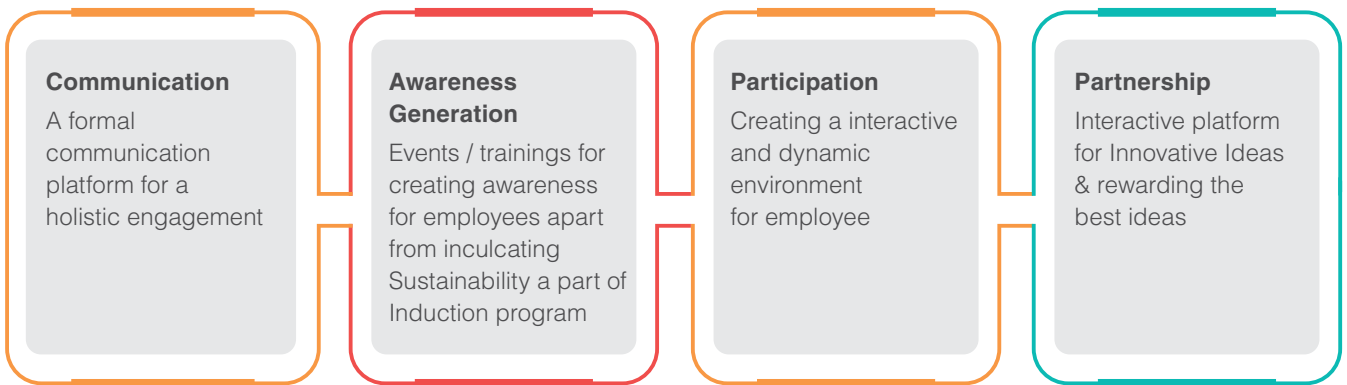 Communication
A formal
communication
platform for a
holistic engagement
Awareness
Generation
Events / trainings for
creating awareness
for employees apart
from inculcating
Sustainability a part of
Induction program
Participation
Creating a interactive
and dynamic
environment
for employee
Partnership
Interactive platform
for Innovative Ideas
& rewarding the
best ideas